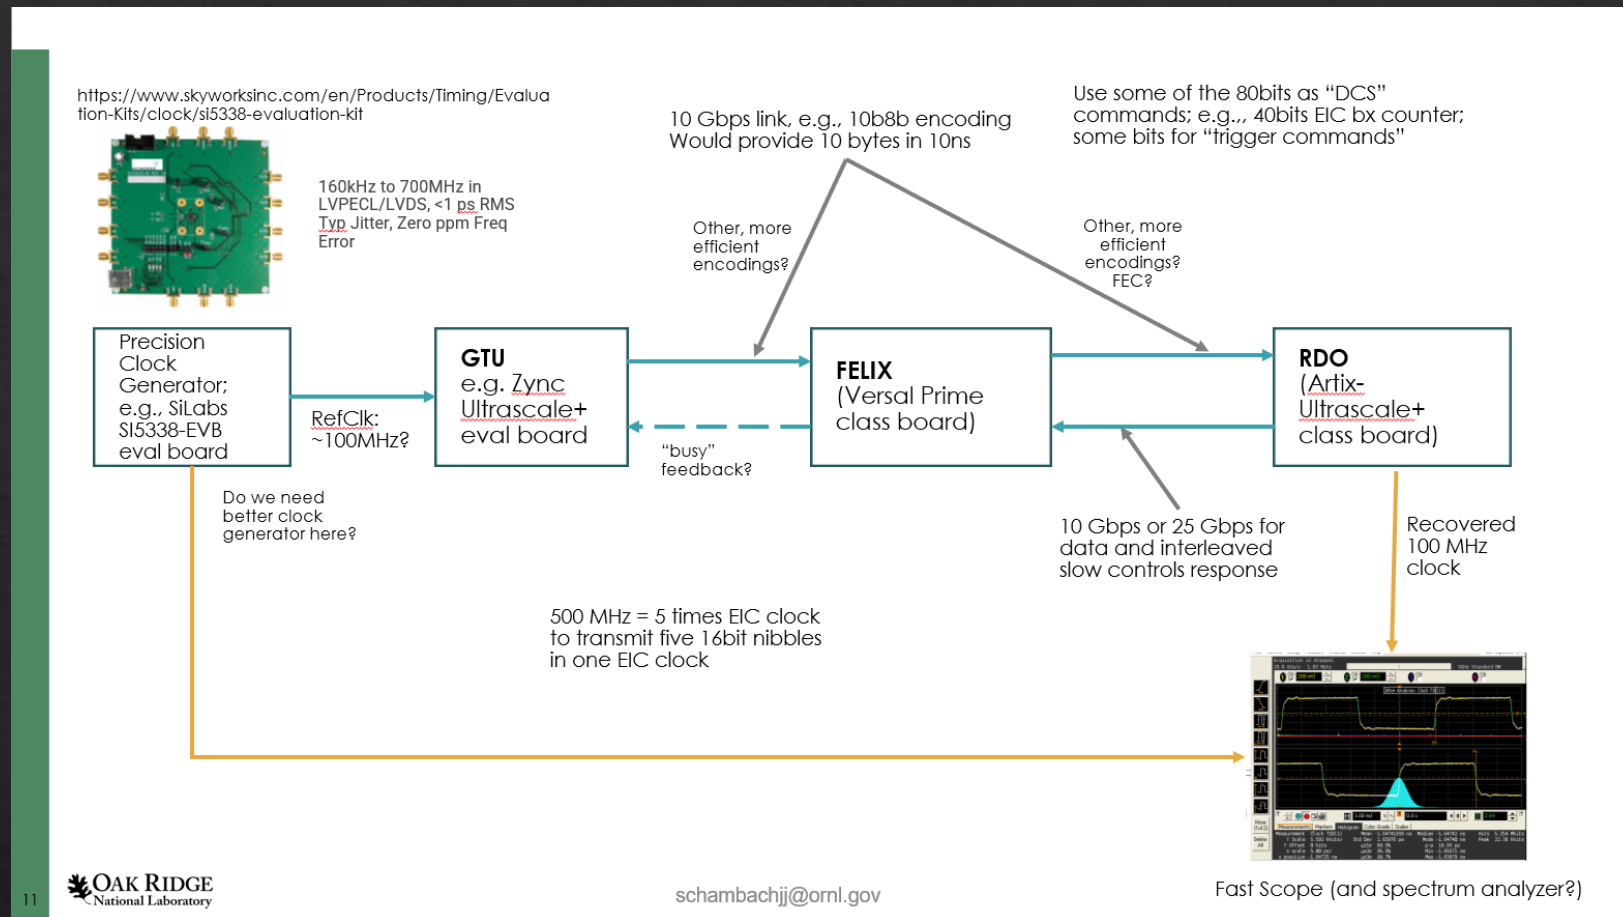 https://www.skyworksinc.com/en/Products/Timing/Evalua
tion-Kits/clock/si5338-evaluation-kit
160kHz to 700MHz in
LVPECL/LVDS, <1 ps RMS
Typ Jitter, Zero ppm Freq
Error
10 Gbps link, e.g., 10b8b encoding
Would provide 10 bytes in 10ns
Use some of the 80bits as “DCS”
commands; e.g.,, 40bits EIC bx counter;
some bits for “trigger commands”
Other, more
efficient
encodings?
Other, more
efficient
encodings?
FEC?
Precision
Clock
Generator;
e.g., SiLabs
SI5338-EVB
eval board
RefClk:
~100MHz?
GTU
e.g. Zync
Ultrascale+
eval board
“busy”
feedback?
FELIX
(Versal Prime
class board)
RDO
(Artix-
Ultrascale+
class board)
Do we need
better clock
generator here?
10 Gbps or 25 Gbps for
data and interleaved
slow controls response
Recovered
100 MHz
clock
500 MHz = 5 times EIC clock
to transmit five 16bit nibbles
in one EIC clock
Fast Scope (and spectrum analyzer?)
11
OAK RIDGE
National Laboratory
schambachjj@ornl.gov